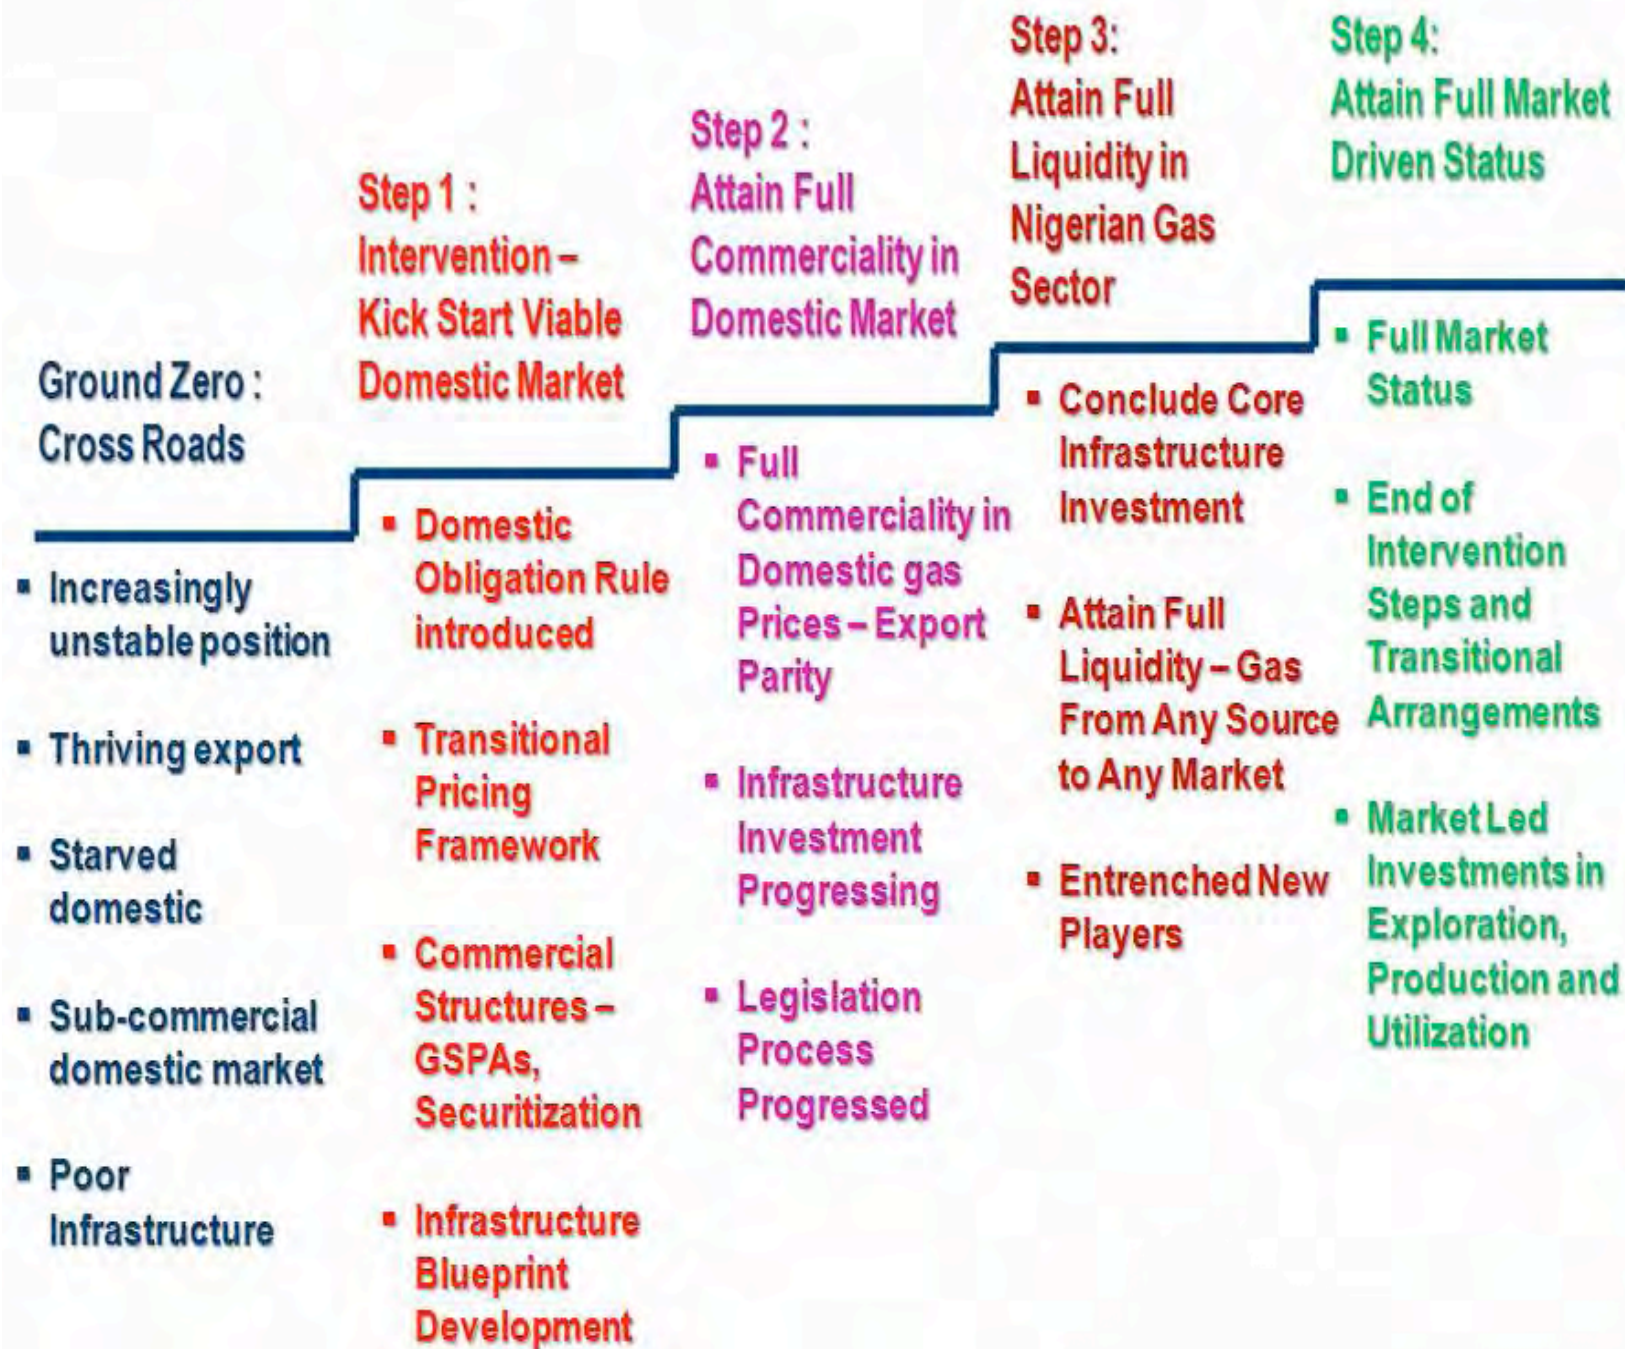 Ground Zero :
Cross Roads
▪ Increasingly
unstable position
▪ Thriving export
▪ Starved
domestic
▪ Sub-commercial
domestic market
▪ Poor
Infrastructure
Step 1 :
Intervention –
Kick Start Viable
Domestic Market
▪ Domestic
Obligation Rule
introduced
▪ Transitional
Pricing
Framework
▪ Commercial
Structures –
GSPAs,
Securitization
▪ Infrastructure
Blueprint
Development
Step 2 :
Attain Full
Commerciality in
Domestic Market
▪ Full
Commerciality in
Domestic gas
Prices – Export
Parity
▪ Infrastructure
Investment
Progressing
▪ Legislation
Process
Progressed
Step 3:
Attain Full
Liquidity in
Nigerian Gas
Sector
▪ Conclude Core
Infrastructure
Investment
▪ Attain Full
Liquidity – Gas
From Any Source
to Any Market
▪ Entrenched New
Players
Step 4:
Attain Full Market
Driven Status
▪ Full Market
Status
▪ End of
Intervention
Steps and
Transitional
Arrangements
▪ Market Led
Investments in
Exploration,
Production and
Utilization